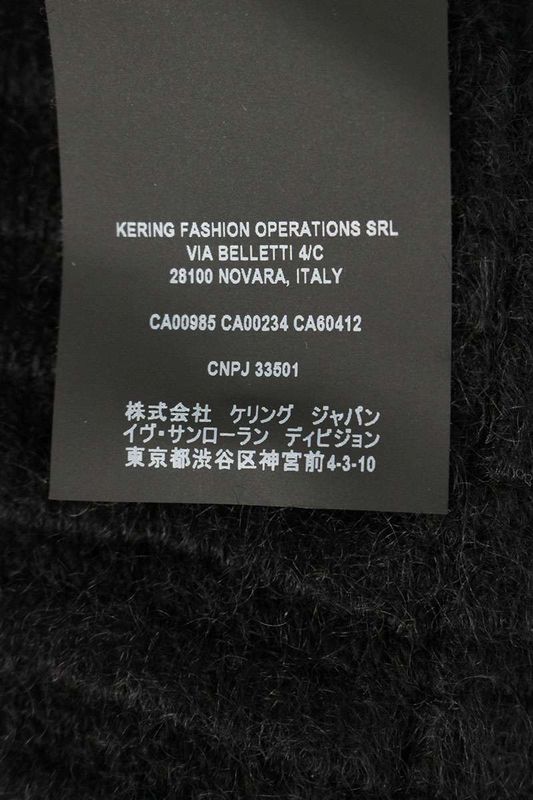 KERING FASHION OPERATIONS SRL
VIA BELLETTI 4/C
28100 NOVARA, ITALY
CA00985 CA00234 CA60412
CNPJ 33501
株式会社 ケリング ジャパン
イヴ・サンローラン ディビジョン
東京都渋谷区神宮前4-3-10